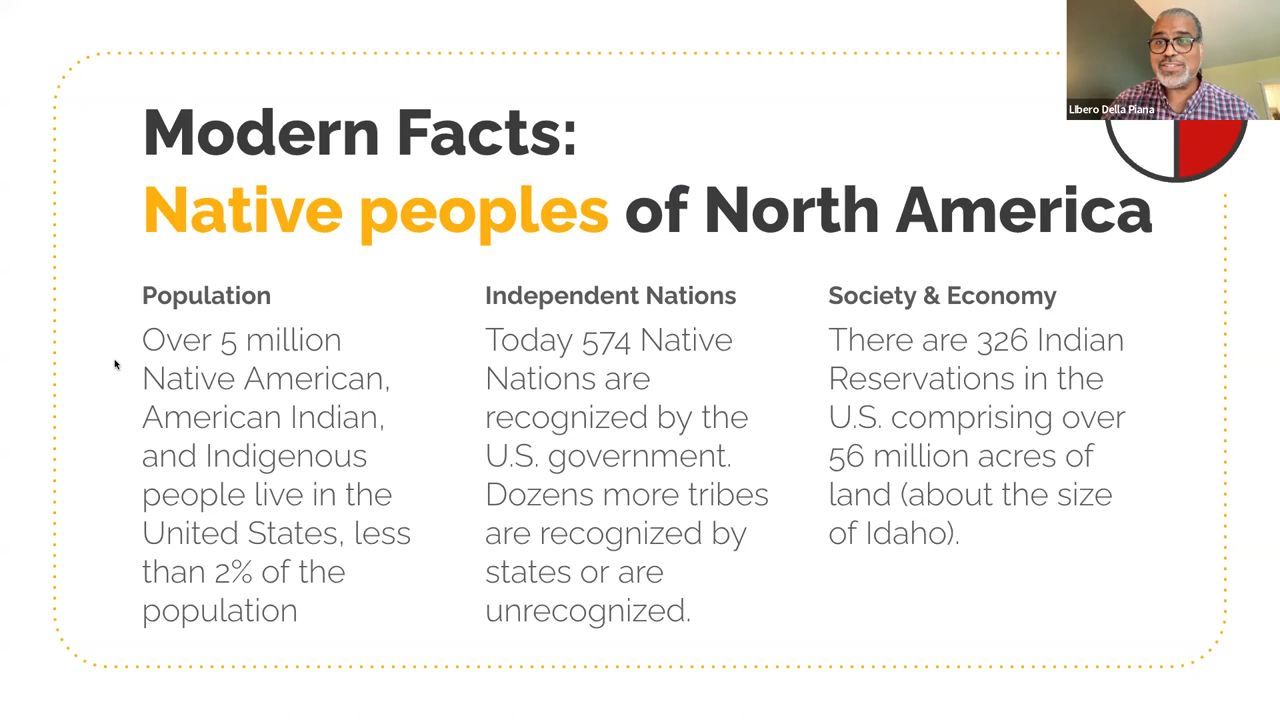 LIbero Della Piana
Modern Facts:
Native peoples of North America
Population
Over 5 million
Native American,
American Indian,
and Indigenous
people live in the
United States, less
than 2% of the
population
Independent Nations
Today 574 Native
Nations are
recognized by the
U.S. government.
Dozens more tribes
are recognized by
states or are
unrecognized.
Society & Economy
There are 326 Indian
Reservations in the
U.S. comprising over
56 million acres of
land (about the size
of Idaho).